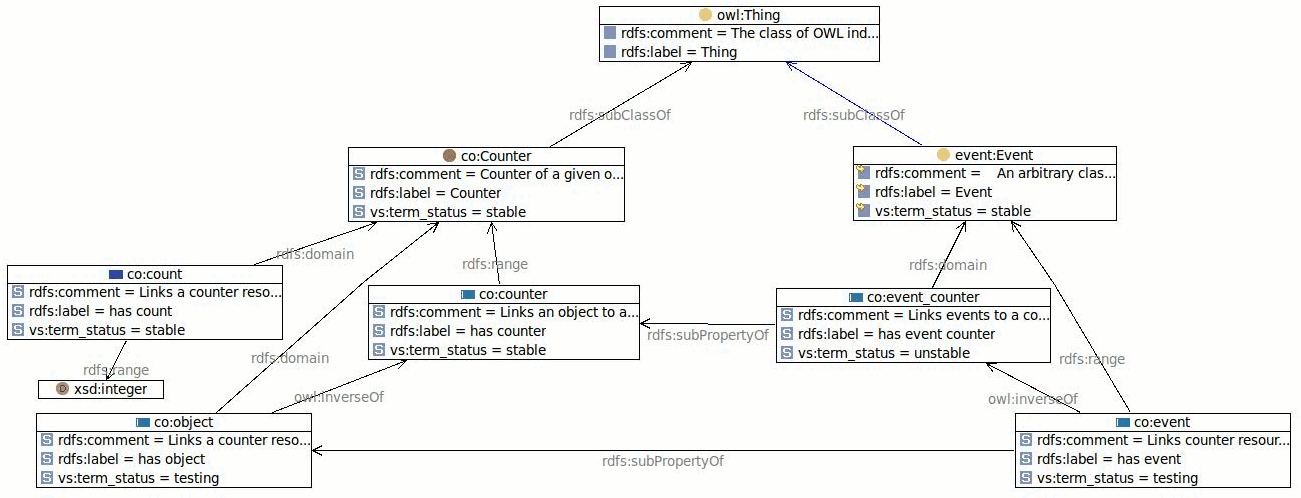 owl:Thing
rdfs:comment = The class of OWL ind...
rdfs:label = Thing
rdfs:subClassOf
rdfs:subClassOf
co:Counter
rdfs:comment = Counter of a given o...
rdfs:label = Counter
vs:term_status = stable
event:Event
rdfs:comment =    An arbitrary clas...
rdfs:label = Event
vs:term_status = stable
rdfs:domain
rdfs:range
rdfs:domain
co:count
rdfs:comment = Links a counter reso...
rdfs:label = has count
vs:term_status = stable
co:counter
rdfs:comment = Links an object to a...
rdfs:label = has counter
vs:term_status = stable
rdfs:subPropertyOf
co:event_counter
rdfs:comment = Links events to a co...
rdfs:label = has event counter
vs:term_status = unstable
rdfs:range
rdfs:domain
rdfs:range
D xsd:integer
owl:inverseOf
owl:inverseOf
co:object
rdfs:comment = Links a counter reso...
rdfs:label = has object
vs:term_status = testing
rdfs:subPropertyOf
co:event
rdfs:comment = Links counter resour...
rdfs:label = has event
vs:term_status = testing